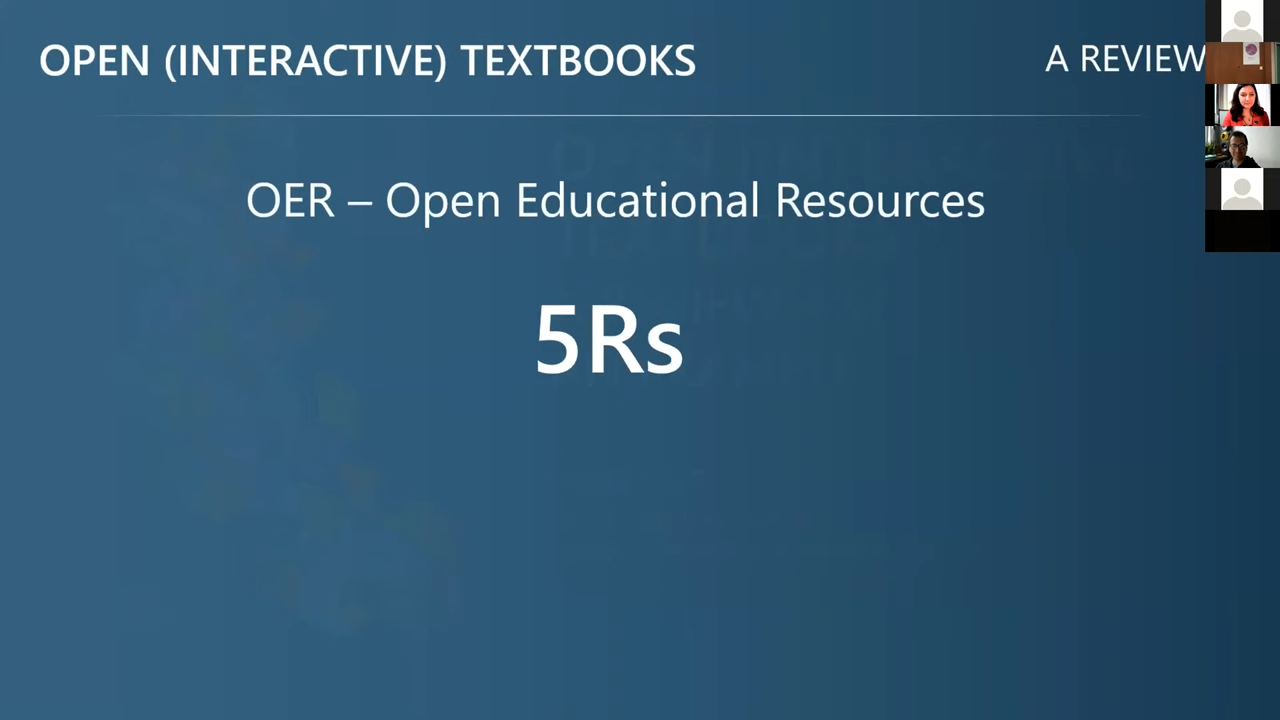 OPEN (INTERACTIVE) TEXTBOOKS
A REVIEW
OER – Open Educational Resources
5Rs